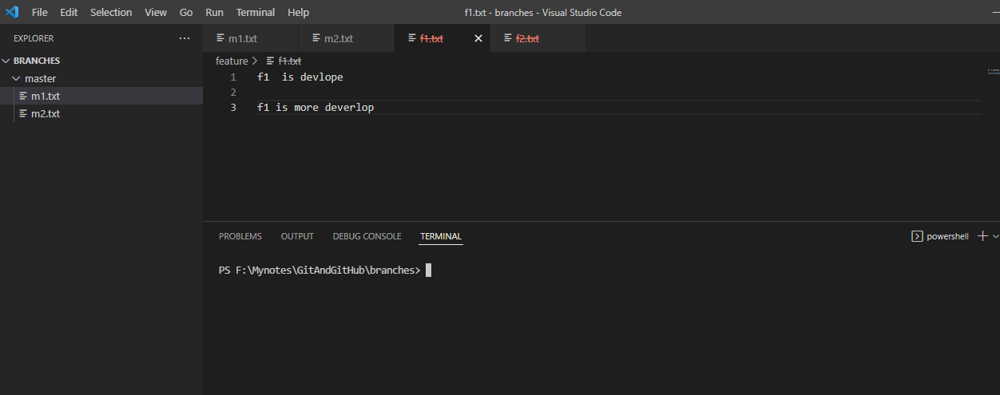 File Edit Selection View Go Run Terminal Help
f1.txt - branches - Visual Studio Code
EXPLORER
BRANCHES
master
m1.txt
m2.txt
m1.txt
m2.txt
f1.txt
f2.txt
feature > f1.txt
1 f1  is devlope
2
3 f1 is more deverlop
PROBLEMS OUTPUT DEBUG CONSOLE TERMINAL
powershell
PS F:\Mynotes\GitAndGitHub\branches>